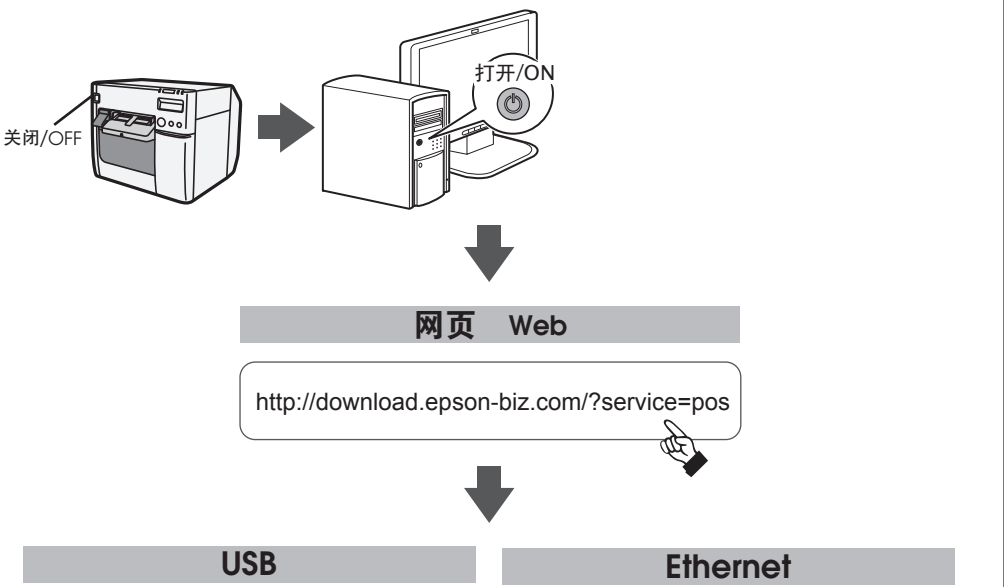 打开/ON
关闭/OFF
网页 Web
http://download.epson-biz.com/?service=pos
USB
Ethernet